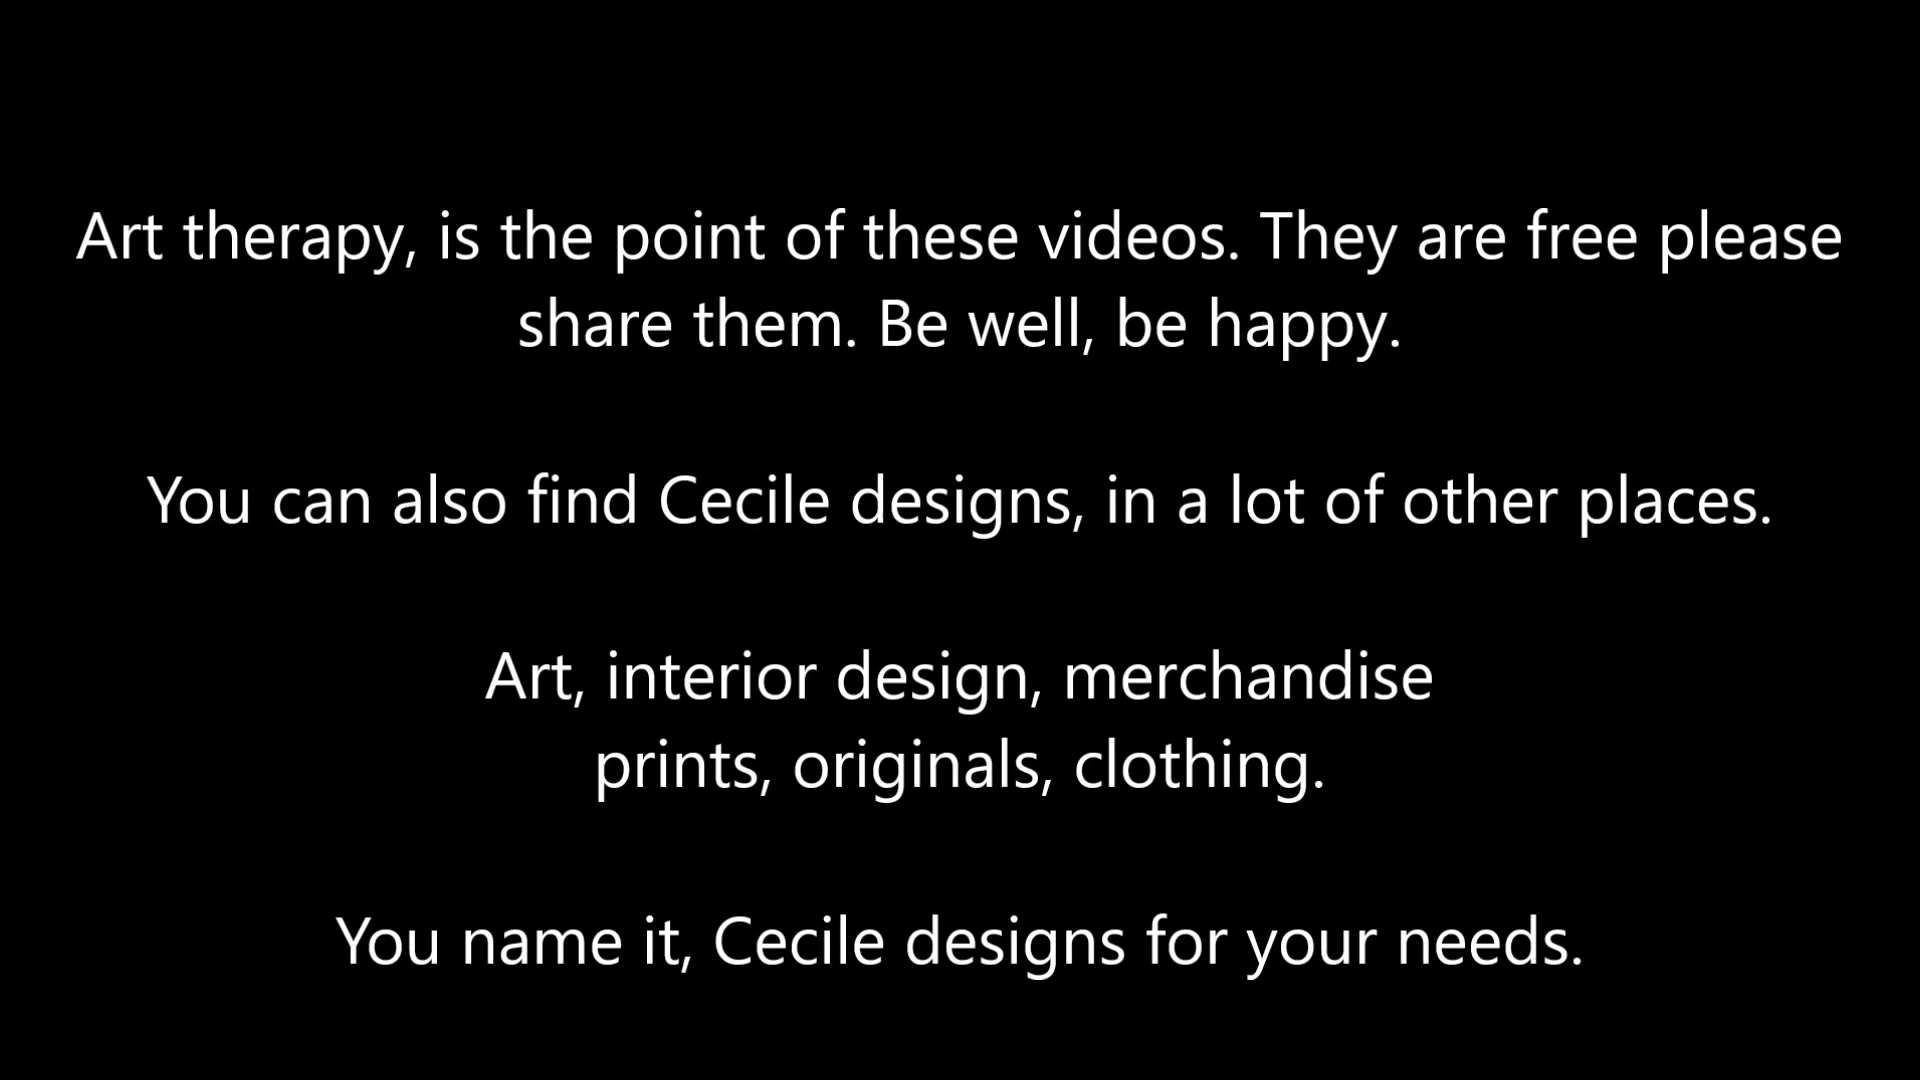 Art therapy, is the point of these videos. They are free please
share them. Be well, be happy.
You can also find Cecile designs, in a lot of other places.
Art, interior design, merchandise
prints, originals, clothing.
You name it, Cecile designs for your needs.